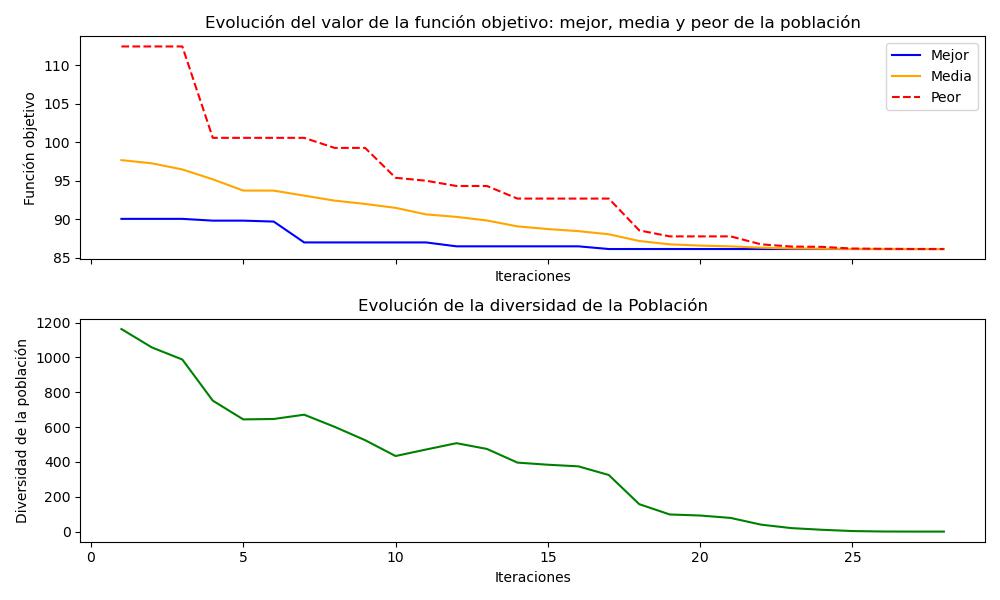 Evolución del valor de la función objetivo: mejor, media y peor de la población
Función objetivo
110
105
100
95
90
85
Mejor
Media
Peor
Iteraciones
Evolución de la diversidad de la Población
Diversidad de la población
1200
1000
800
600
400
200
0
0
5
10
15
20
25
Iteraciones